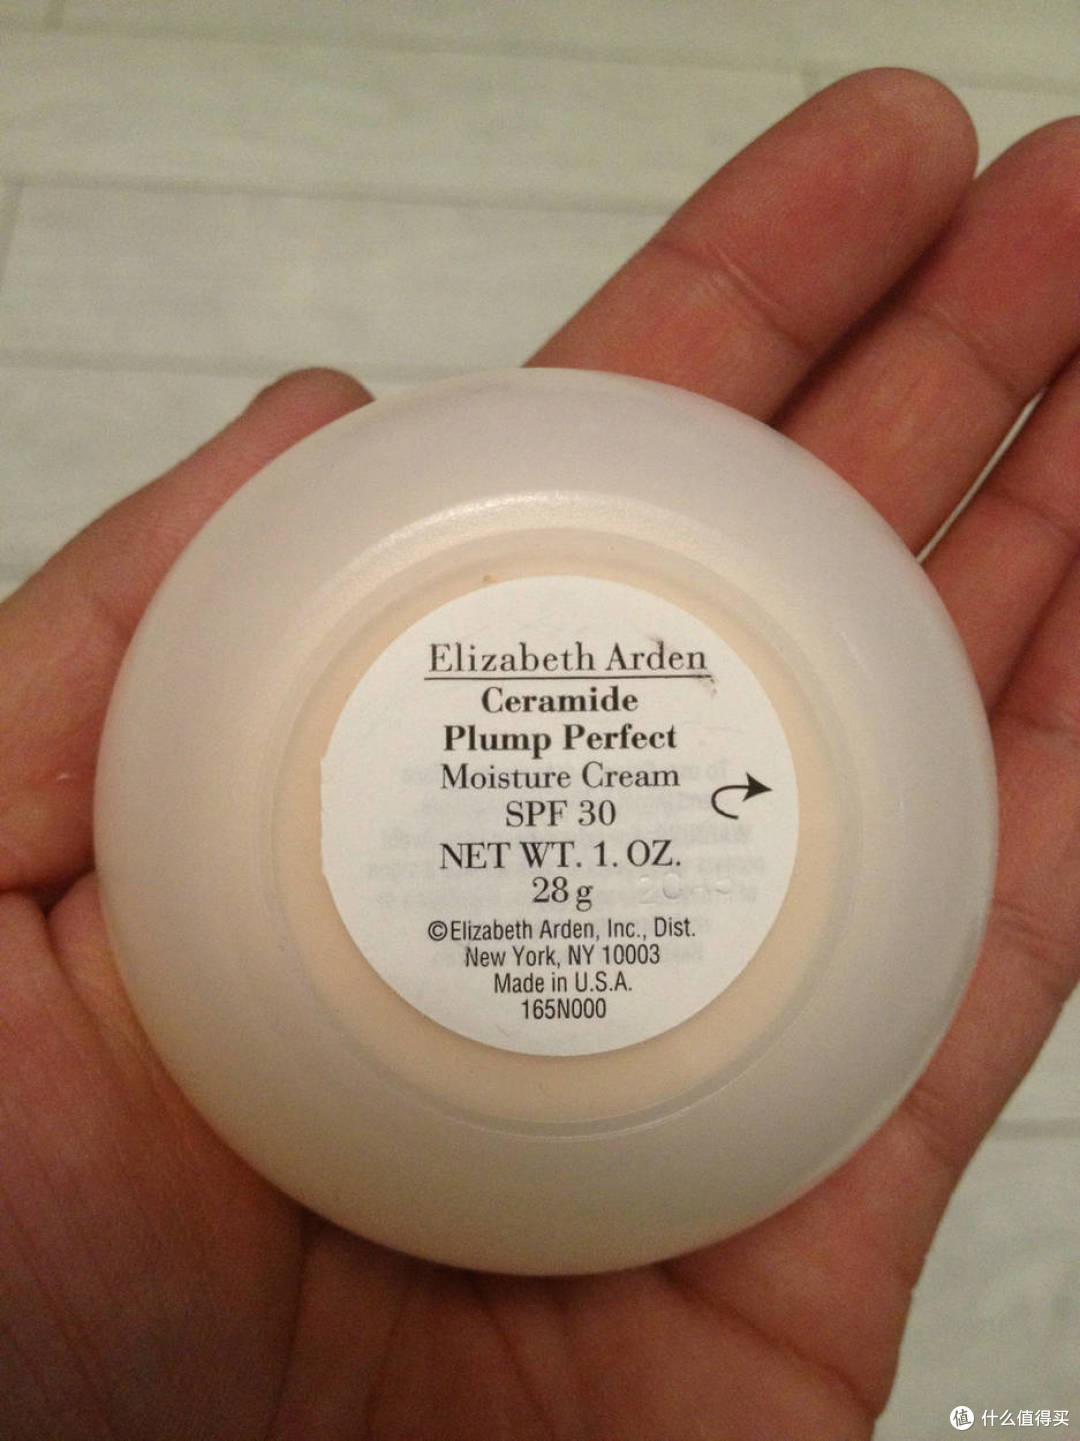 Elizabeth Arden
Ceramide
Plump Perfect
Moisture Cream
SPF 30
NET WT. 1. OZ.
28 g
©Elizabeth Arden, Inc., Dist.
New York, NY 10003
Made in U.S.A.
165N000
值 什么值得买